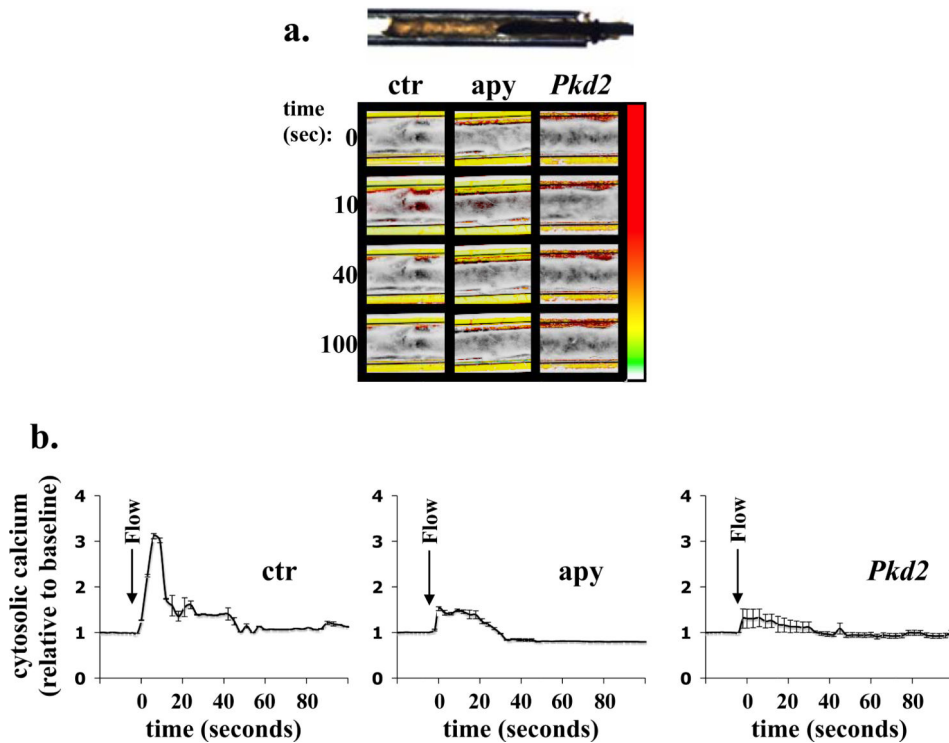 a.
ctr apy Pkd2
time
(sec): 0
10
40
100
b.
cytosolic calcium
(relative to baseline)
4
3
2
1
0
Flow
ctr
0 20 40 60 80
time (seconds)
4
3
2
1
0
Flow
apy
0 20 40 60 80
time (seconds)
4
3
2
1
0
Flow
Pkd2
0 20 40 60 80
time (seconds)